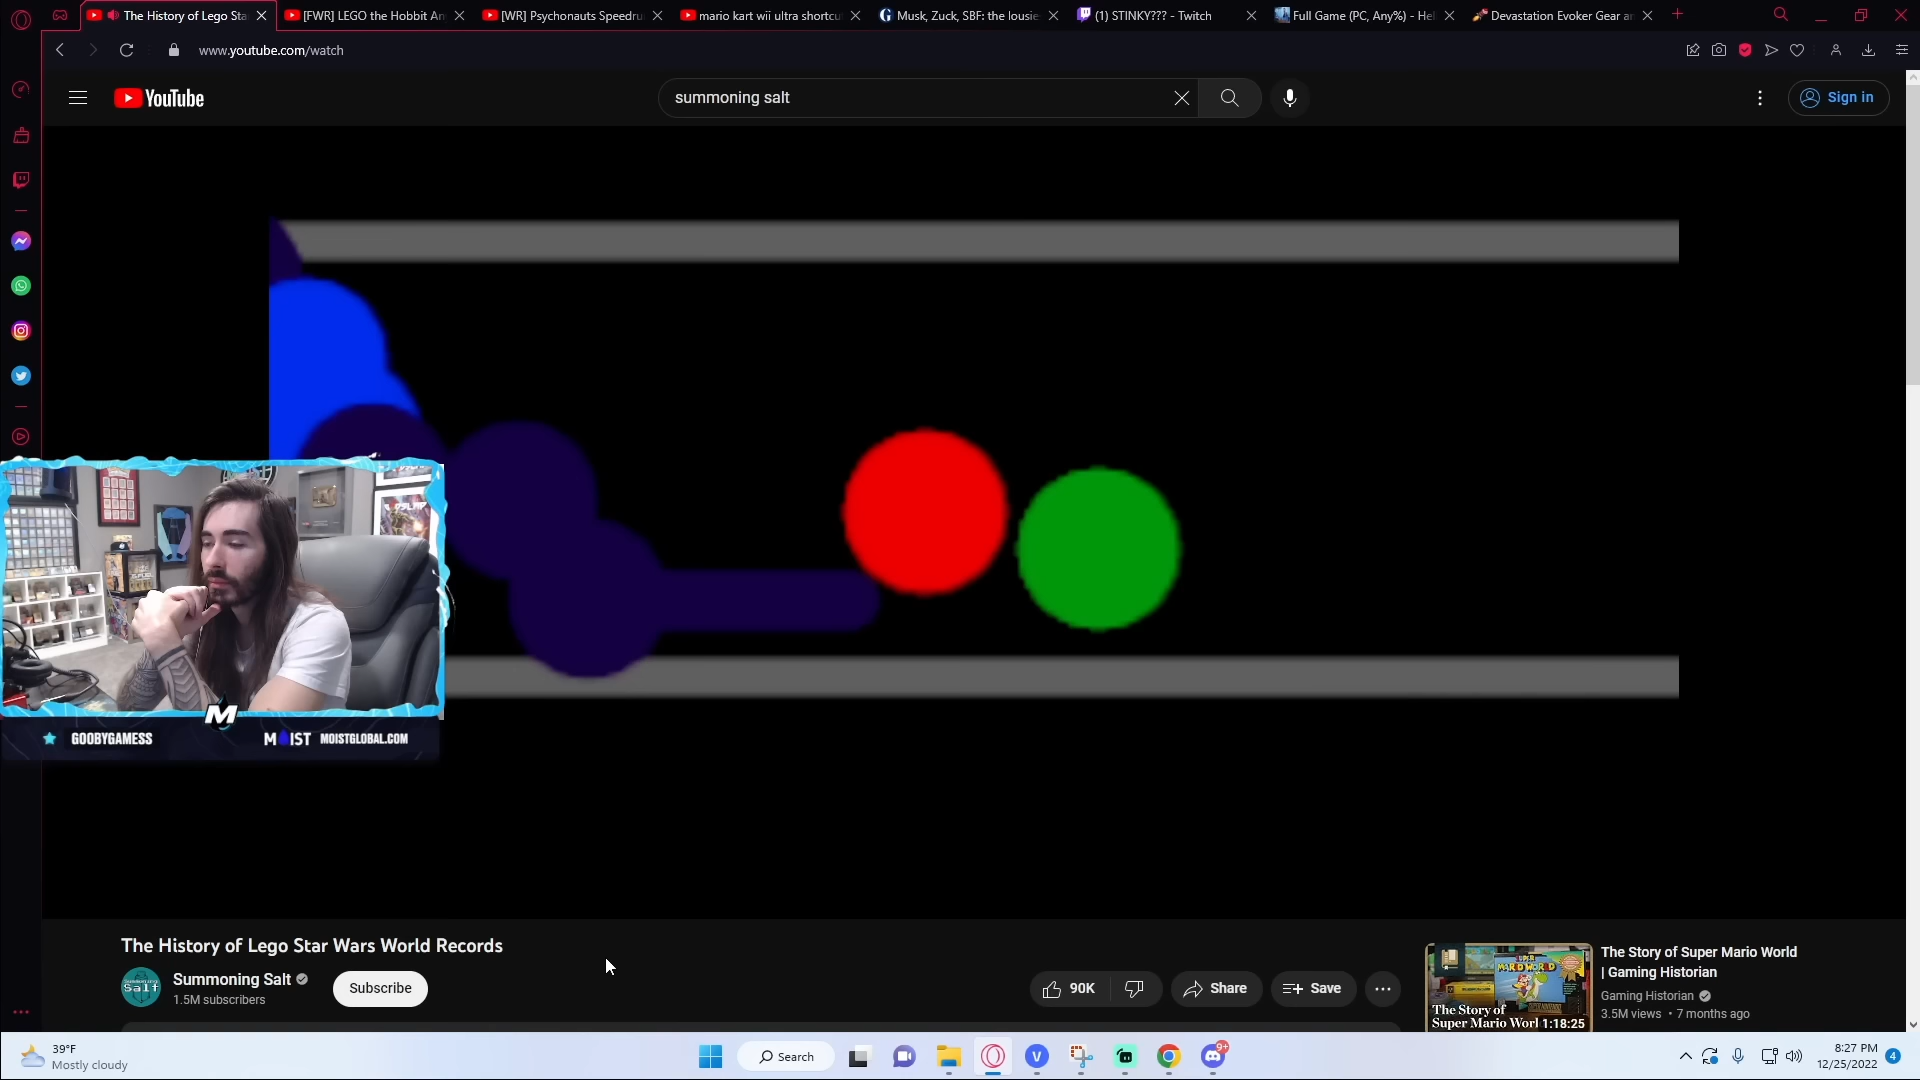 The History of Lego Sta
[FWR] LEGO the Hobbit An
[WR] Psychonauts Speedru
mario kart wii ultra shortcu
Musk, Zuck, SBF: the lousie
(1) STINKY??? - Twitch
Full Game (PC, Any%) - Hel
Devastation Evoker Gear a
www.youtube.com/watch
YouTube
summoning salt
Sign in
GOOBYGAMESS
M
MOIST
MOISTGLOBAL.COM
The History of Lego Star Wars World Records
Summoning Salt
1.5M subscribers
Subscribe
90K
Share
Save
The Story of
Super Mario Worl
1:18:25
The Story of Super Mario World
| Gaming Historian
Gaming Historian
3.5M views • 7 months ago
39°F
Mostly cloudy
Search
V
9+
8:27 PM
12/25/2022
4